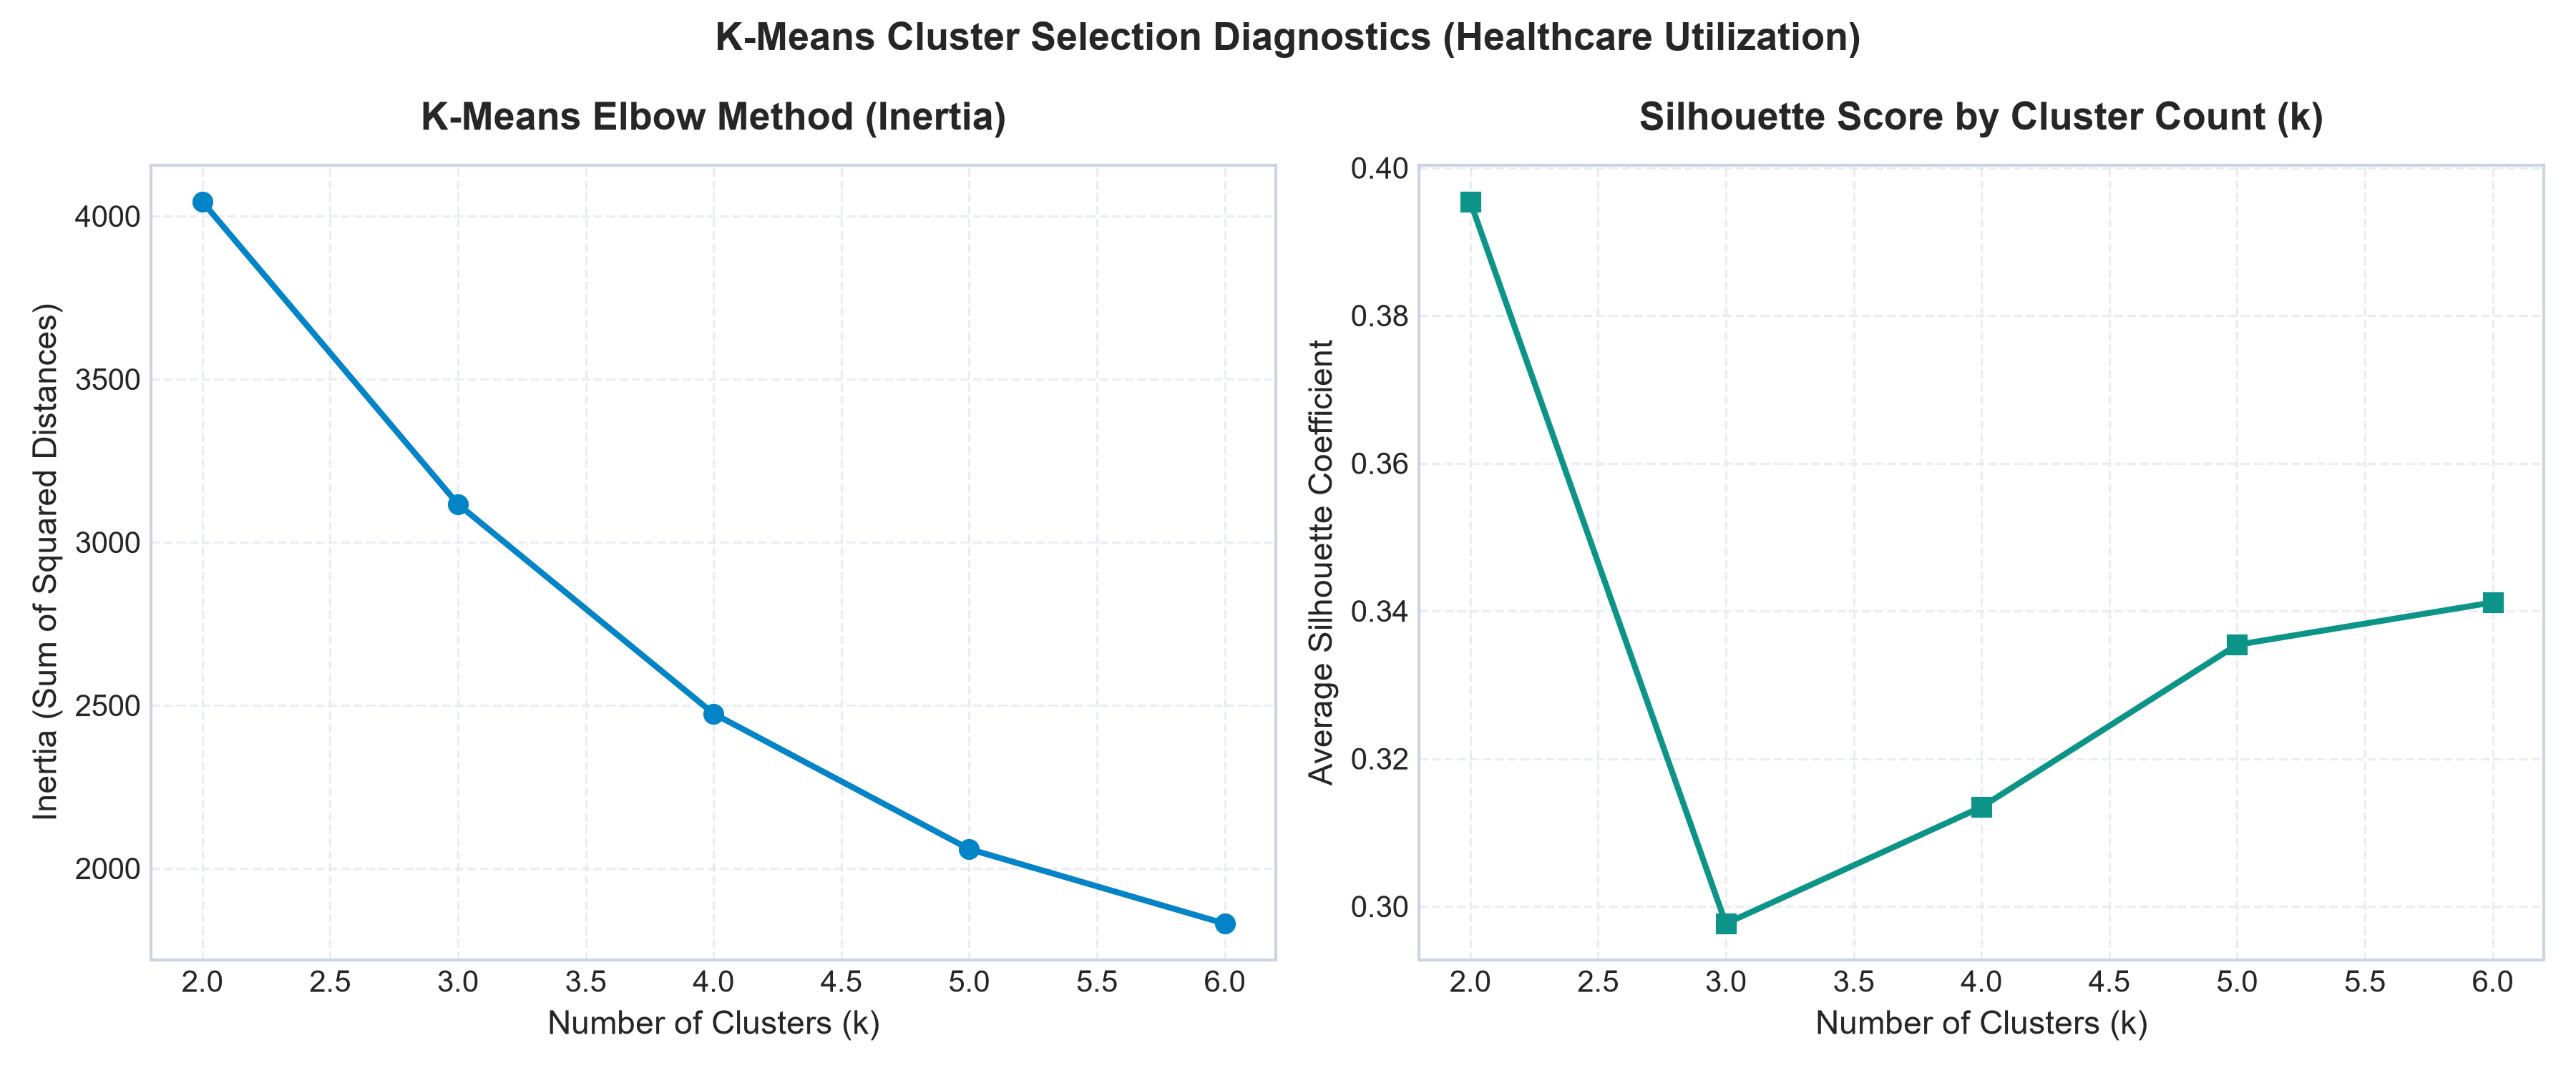 K-Means Cluster Selection Diagnostics (Healthcare Utilization)
K-Means Elbow Method (Inertia)
Inertia (Sum of Squared Distances)
4000
3500
3000
2500
2000
2.0 2.5 3.0 3.5 4.0 4.5 5.0 5.5 6.0
Number of Clusters (k)
Silhouette Score by Cluster Count (k)
Average Silhouette Coefficient
0.40
0.38
0.36
0.34
0.32
0.30
2.0 2.5 3.0 3.5 4.0 4.5 5.0 5.5 6.0
Number of Clusters (k)